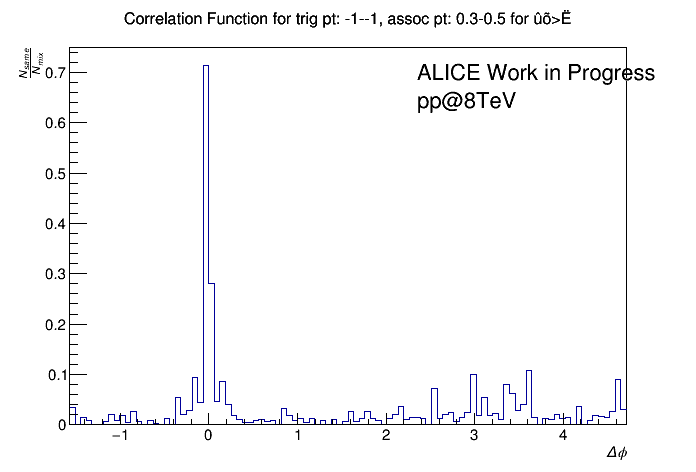 Correlation Function for trig pt: -1--1, assoc pt: 0.3-0.5 for ûõ>Ë
N_same
N_mix
ALICE Work in Progress
pp@8TeV
0.7
0.6
0.5
0.4
0.3
0.2
0.1
0
−1
0
1
2
3
4
Δϕ